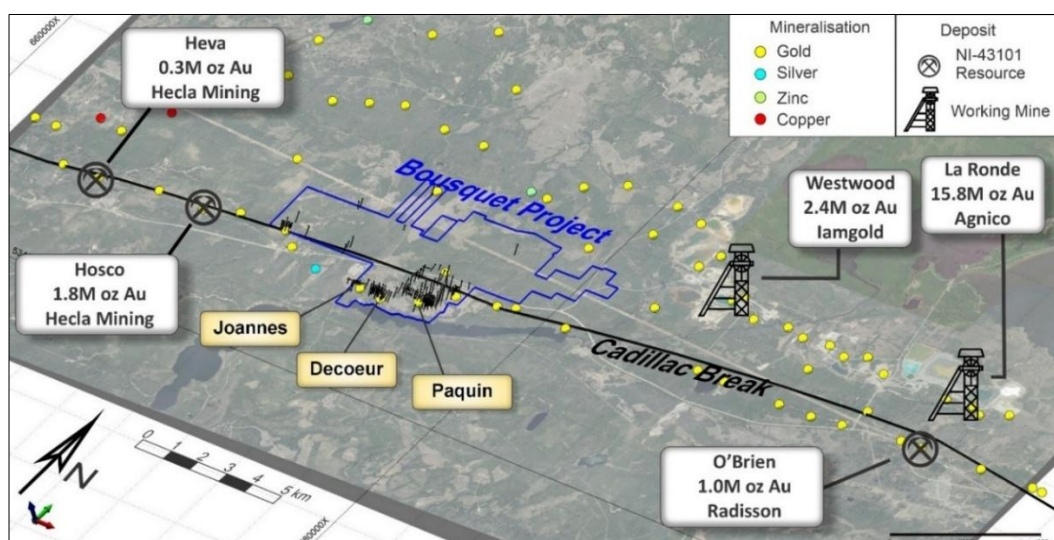 660000X
Heva
0.3M oz Au
Hecla Mining
Mineralisation
Gold
Silver
Zinc
Copper
Deposit
NI-43101
Resource
Working Mine
Bousquet Project
Westwood
2.4M oz Au
Iamgold
La Ronde
15.8M oz Au
Agnico
Hosco
1.8M oz Au
Hecla Mining
Joannes
Decoeur
Paquin
Cadillac Break
O'Brien
1.0M oz Au
Radisson
N
0 1 2 3 4 5 km